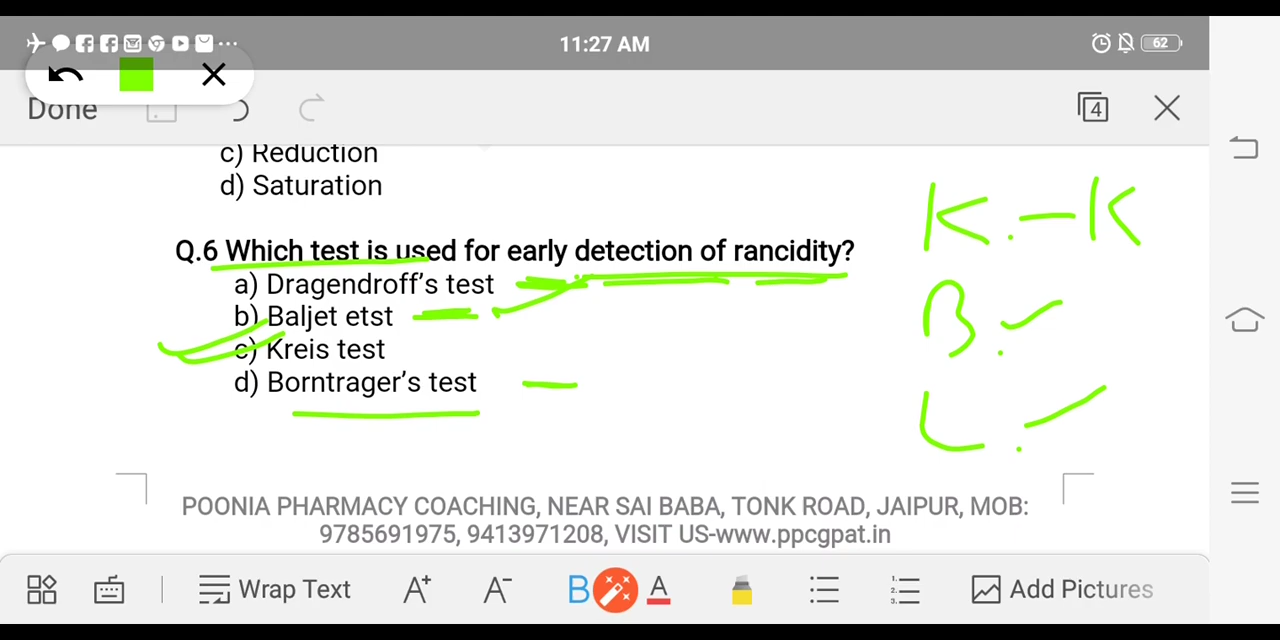 11:27 AM
62
Done
4
c) Reduction
d) Saturation
K. - K
Q.6 Which test is used for early detection of rancidity?
a) Dragendroff's test
b) Baljet etst
B.
c) Kreis test
d) Borntrager's test
L.
POONIA PHARMACY COACHING, NEAR SAI BABA, TONK ROAD, JAIPUR, MOB:
9785691975, 9413971208, VISIT US-www.ppcgpat.in
Wrap Text A+ A- B A Add Pictures